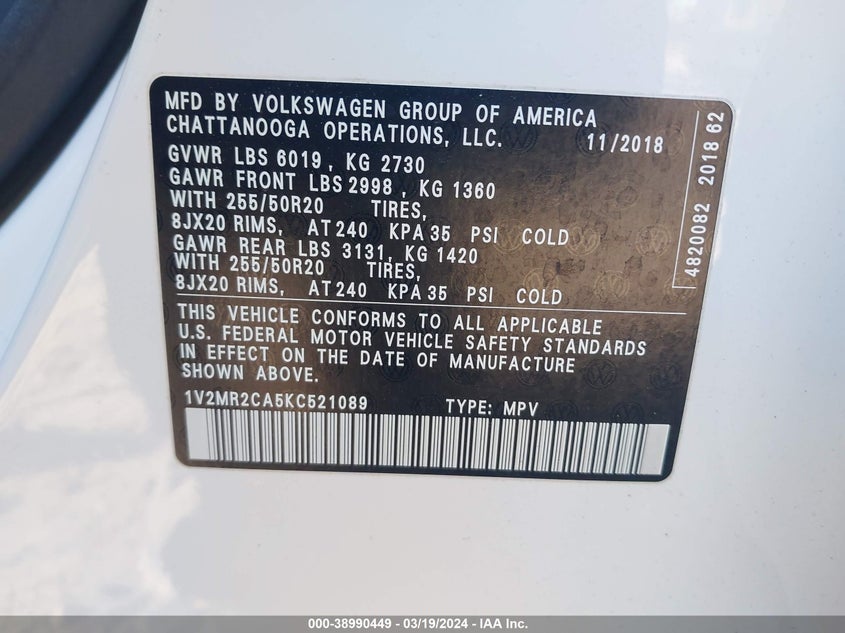 MFD BY VOLKSWAGEN GROUP OF AMERICA
CHATTANOOGA OPERATIONS, LLC. 11/2018
GVWR LBS 6019, KG 2730
GAWR FRONT LBS 2998, KG 1360
WITH 255/50R20 TIRES,
8JX20 RIMS, AT 240 KPA 35 PSI COLD
GAWR REAR LBS 3131, KG 1420
WITH 255/50R20 TIRES,
8JX20 RIMS, AT 240 KPA 35 PSI COLD
THIS VEHICLE CONFORMS TO ALL APPLICABLE
U.S. FEDERAL MOTOR VEHICLE SAFETY STANDARDS
IN EFFECT ON THE DATE OF MANUFACTURE
SHOWN ABOVE.
1V2MR2CA5KC521089 TYPE: MPV
4820082 2018 62
000-38990449 - 03/19/2024 - IAA Inc.